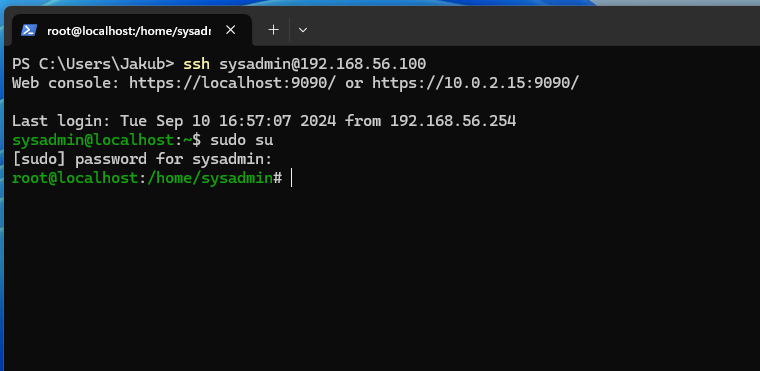 root@localhost:/home/sysadn
PS C:\Users\Jakub> ssh sysadmin@192.168.56.100
Web console: https://localhost:9090/ or https://10.0.2.15:9090/
Last login: Tue Sep 10 16:57:07 2024 from 192.168.56.254
sysadmin@localhost:~$ sudo su
[sudo] password for sysadmin:
root@localhost:/home/sysadmin#